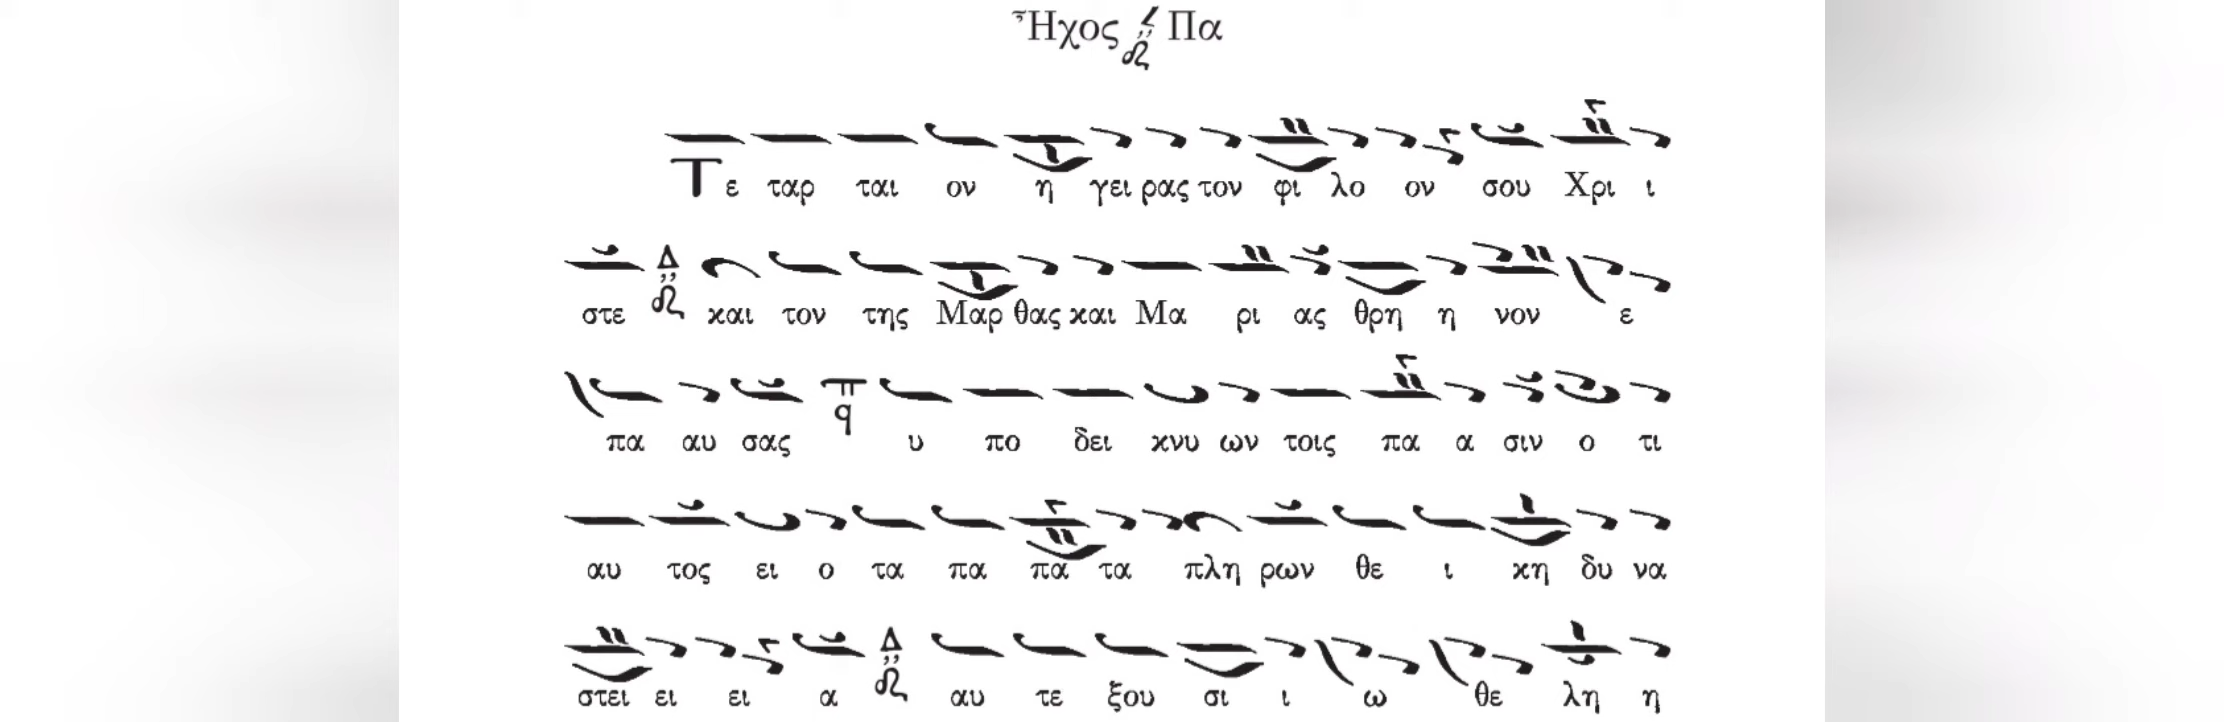 Ἦχος Πα
Τε ταρ ται ον η γει ρας τον φι λο ον σου Χρι ι
στε Δ και τον της Μαρ θας και Μα ρι ας θρη η νον ε
πα αυ σας π q υ πο δει κνυ ων τοις πα α σιν ο τι
αυ τος ει ο τα πα πα τα πλη ρων θε ι κη δυ να
στει ει ει α Δ αυ τε ξου σι ι ω θε λη η